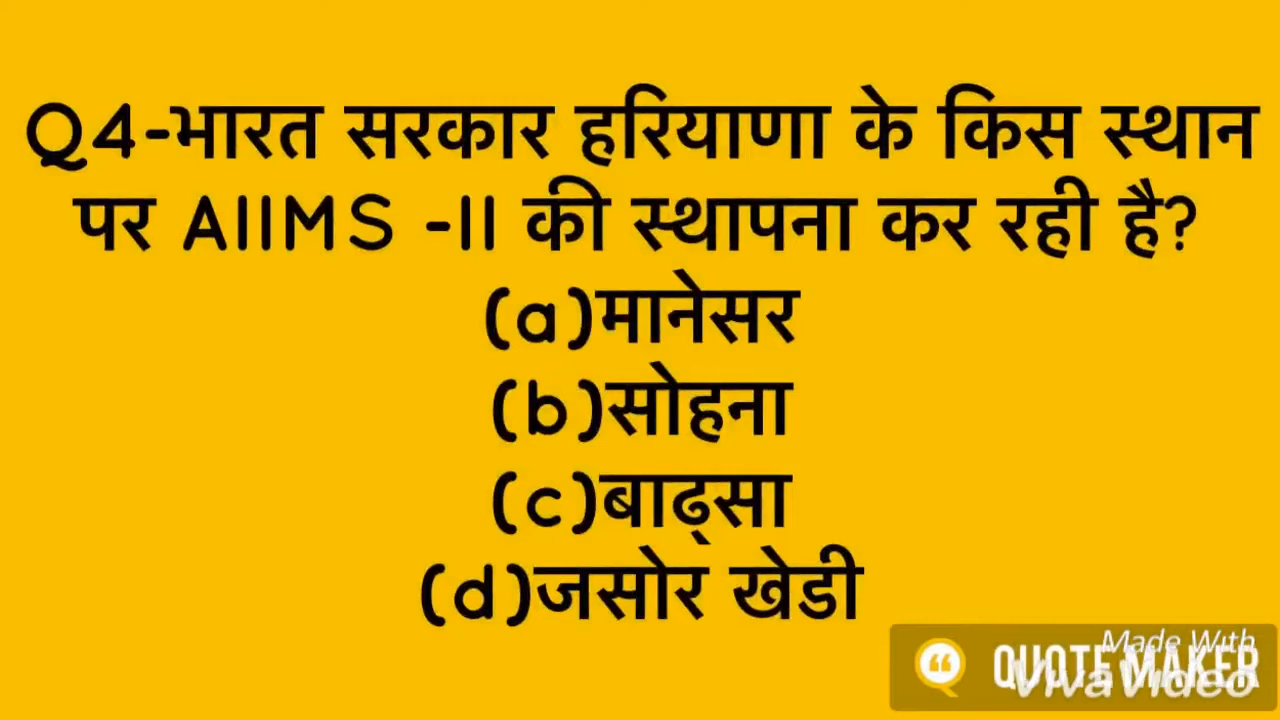 Q4-भारत सरकार हरियाणा के किस स्थान
पर AIIMS -II की स्थापना कर रही है?
(a)मानेसर
(b)सोहना
(c)बाढ्सा
(d)जसोर खेडी
Made With
QUOTE MAKER
VivaVideo